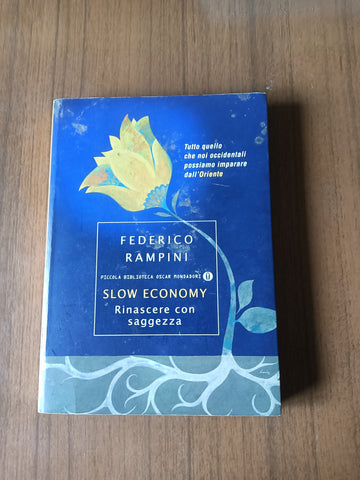 Tutto quello
che noi occidentali
possiamo imparare
dall'Oriente
FEDERICO
RAMPINI
PICCOLA BIBLIOTECA OSCAR MONDADORI
SLOW ECONOMY
Rinascere con
saggezza